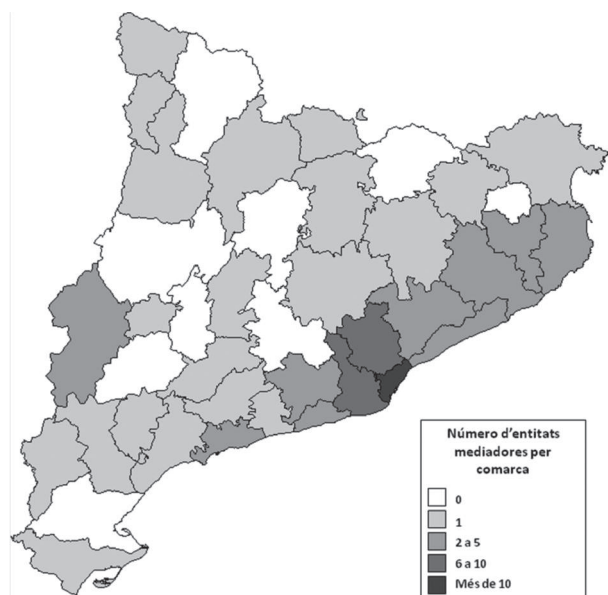 Número d'entitats
mediadores per
comarca
0
1
2 a 5
6 a 10
Més de 10